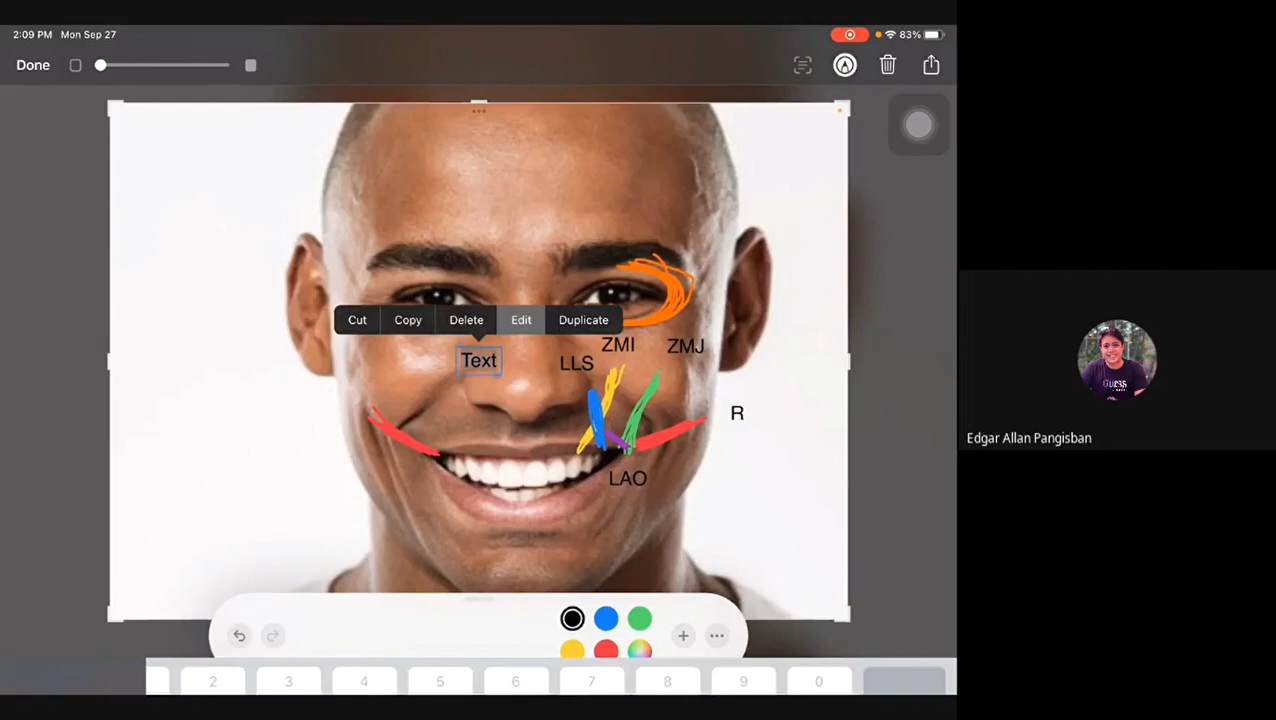 2:09 PM Mon Sep 27
83%
Done
Cut Copy Delete Edit Duplicate
ZMI
ZMJ
Text
LLS
R
LAO
Edgar Allan Pangisban
2 3 4 5 6 7 8 9 0